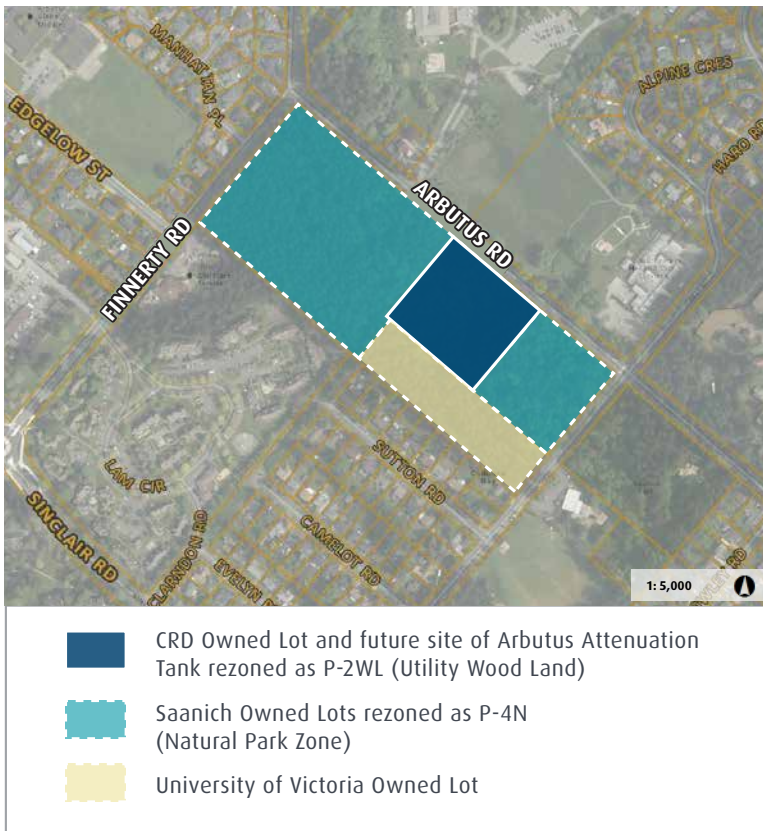 MANHATTAN PL
EDGELOW ST
ALPINE CRES
HARO RD
ARBUTUS RD
FINNERTY RD
SUTTON RD
LAM CIR
CAMELOT RD
SINCLAIR RD
CLARNDON RD
EVELYN
1: 5,000
CRD Owned Lot and future site of Arbutus Attenuation
Tank rezoned as P-2WL (Utility Wood Land)
Saanich Owned Lots rezoned as P-4N
(Natural Park Zone)
University of Victoria Owned Lot